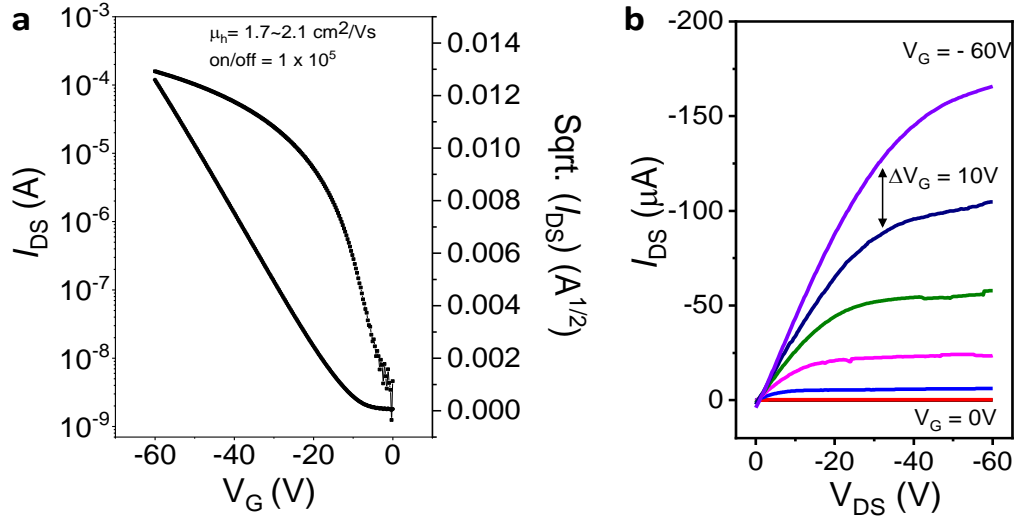 a
μh= 1.7~2.1 cm2/Vs
on/off = 1 x 10⁵
10⁻³
10⁻⁴
10⁻⁵
10⁻⁶
10⁻⁷
10⁻⁸
10⁻⁹
IDS (A)
0.014
0.012
0.010
0.008
0.006
0.004
0.002
0.000
Sqrt. (IDS) (A1/2)
-60 -40 -20 0
VG (V)
b
-200
-150
-100
-50
0
IDS (μA)
VG = - 60V
ΔVG = 10V
VG = 0V
0 -20 -40 -60
VDS (V)